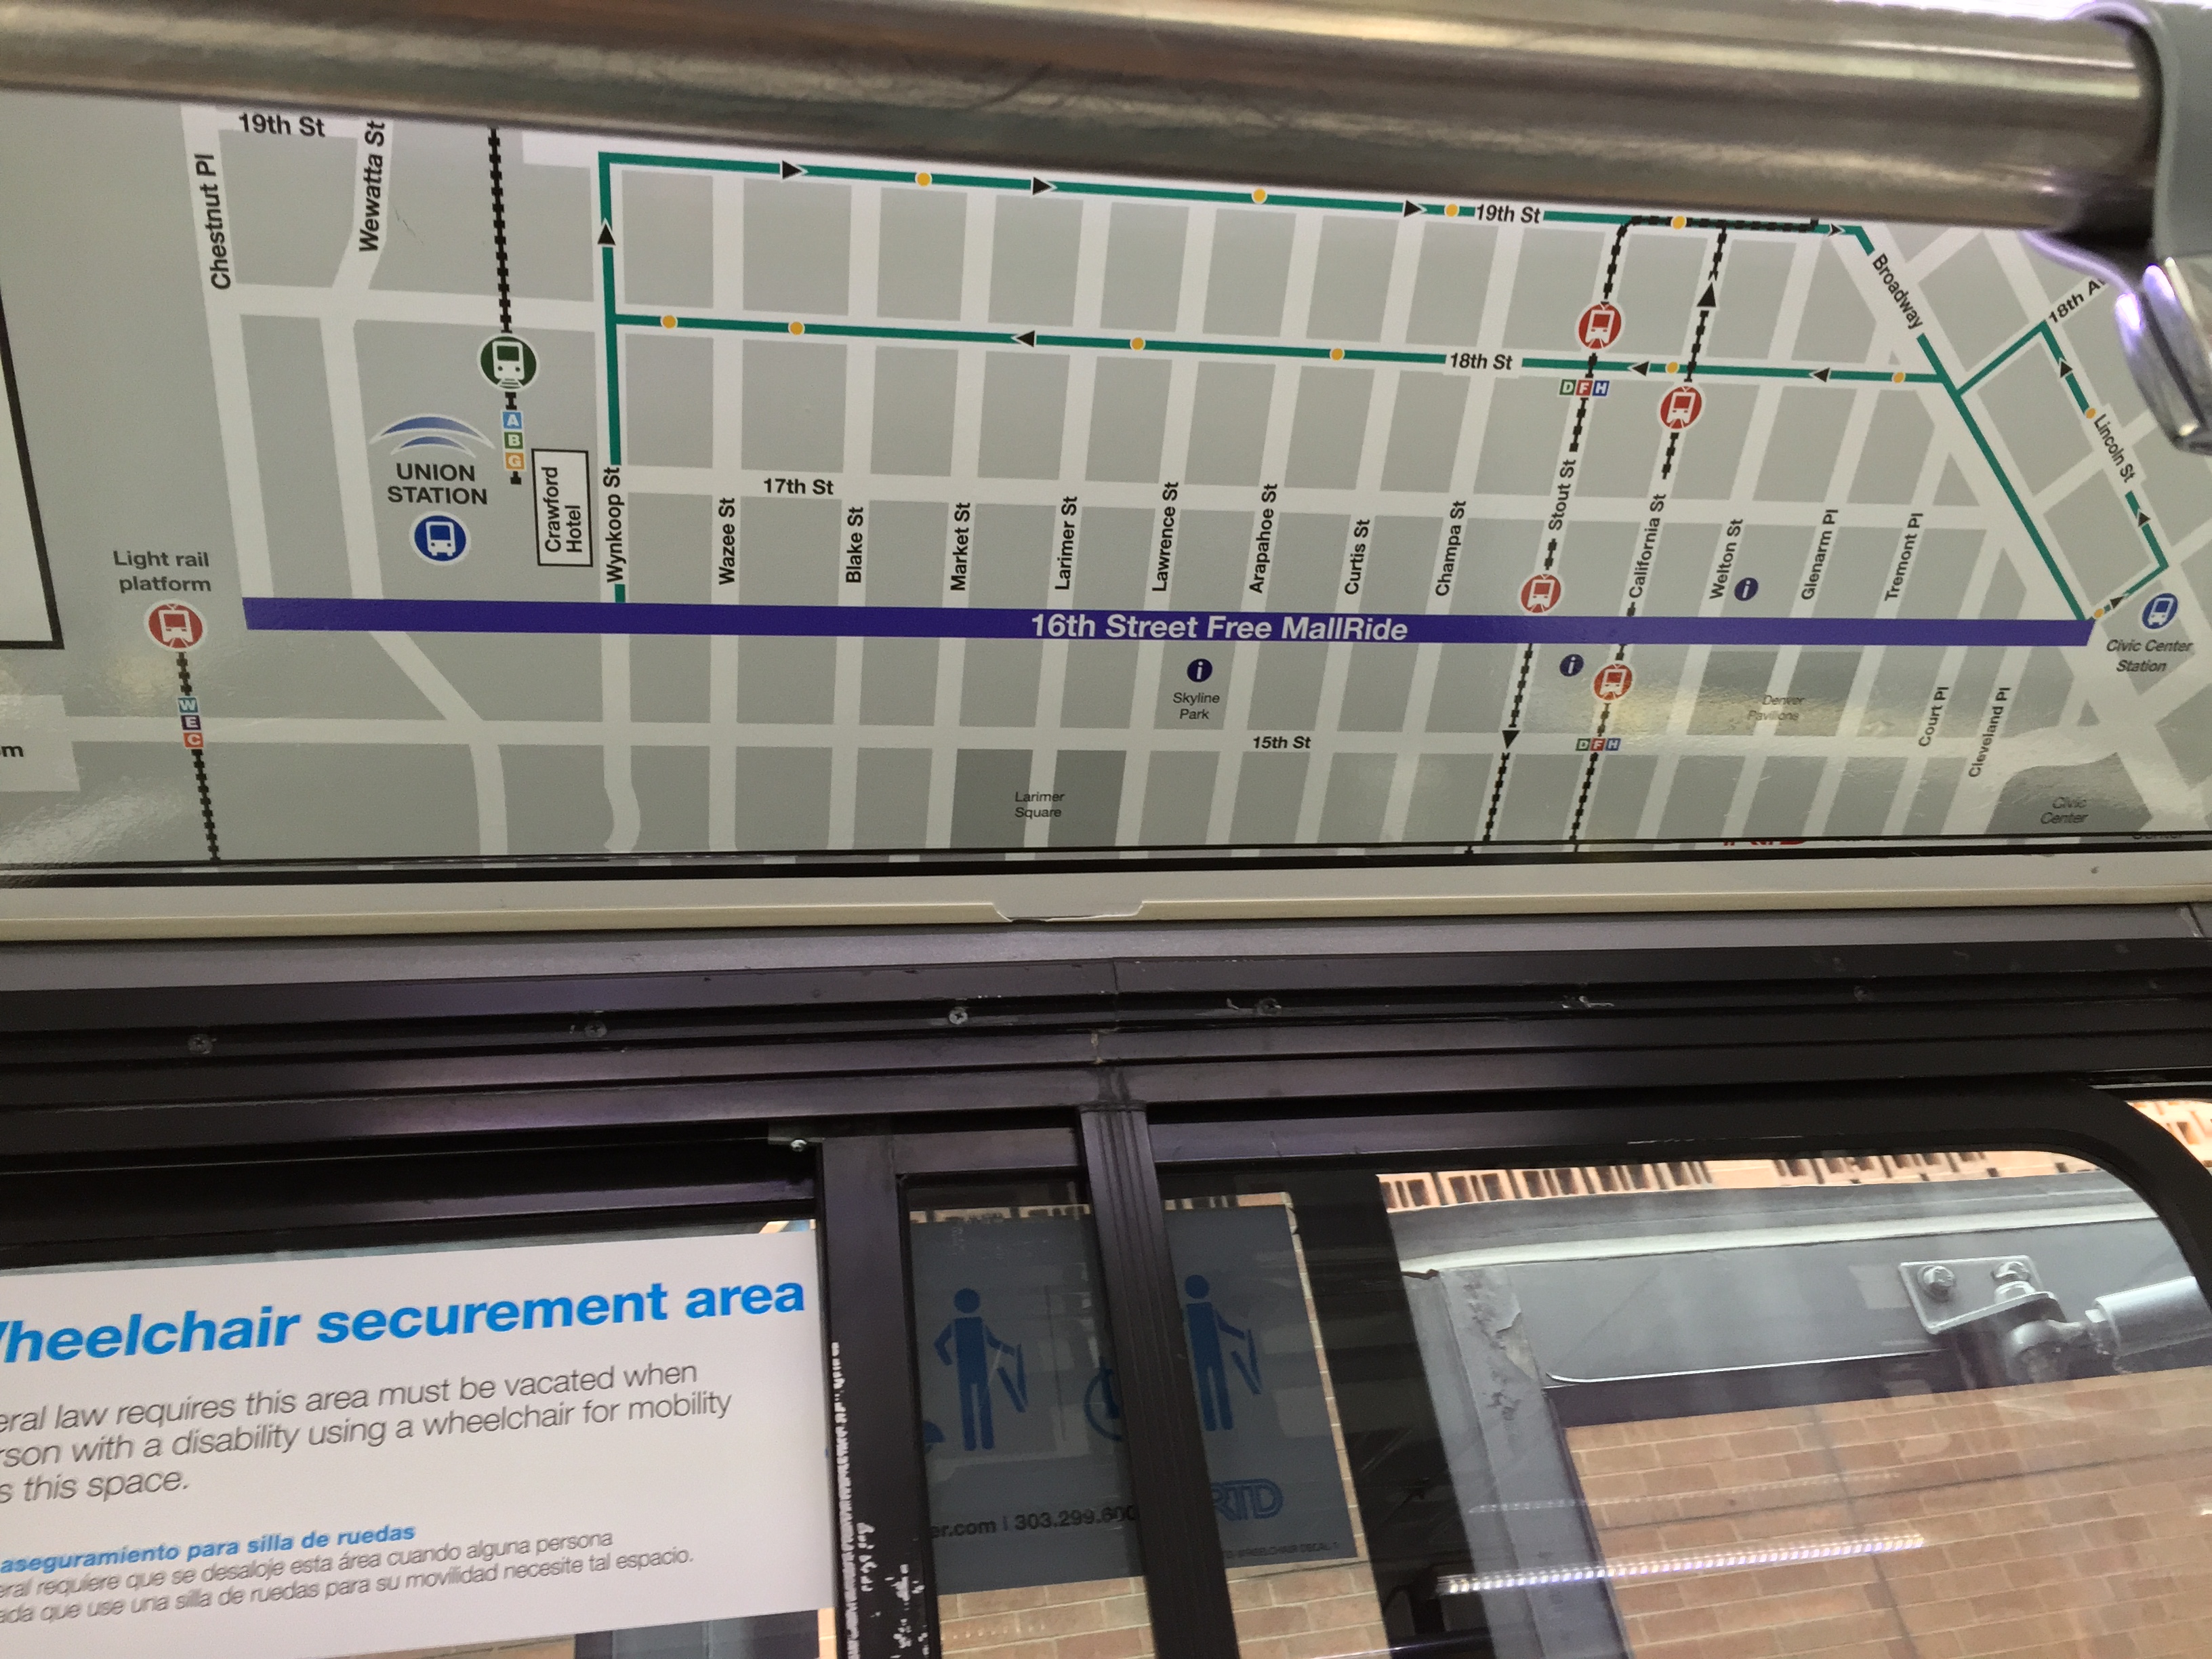 19th St
Wewatta St
Chestnut Pl
19th St
Broadway
18th
18th St
D F H
Lincoln St
A
B
G
UNION
STATION
Crawford
Hotel
17th St
Wynkoop St
Wazee St
Blake St
Market St
Larimer St
Lawrence St
Arapahoe St
Curtis St
Champa St
Stout St
California St
Welton St
Glenarm Pl
Tremont Pl
Light rail
platform
16th Street Free MallRide
Civic Center
Station
i
i
i
Skyline
Park
Denver
Pavilions
Court Pl
Cleveland Pl
W
E
C
m
15th St
D F H
Larimer
Square
Civic
Center
Wheelchair securement area
eral law requires this area must be vacated when
rson with a disability using a wheelchair for mobility
s this space.
aseguramiento para silla de ruedas
eral requiere que se desaloje esta área cuando alguna persona
ada que use una silla de ruedas para su movilidad necesite tal espacio.
RTD
er.com | 303.299.600